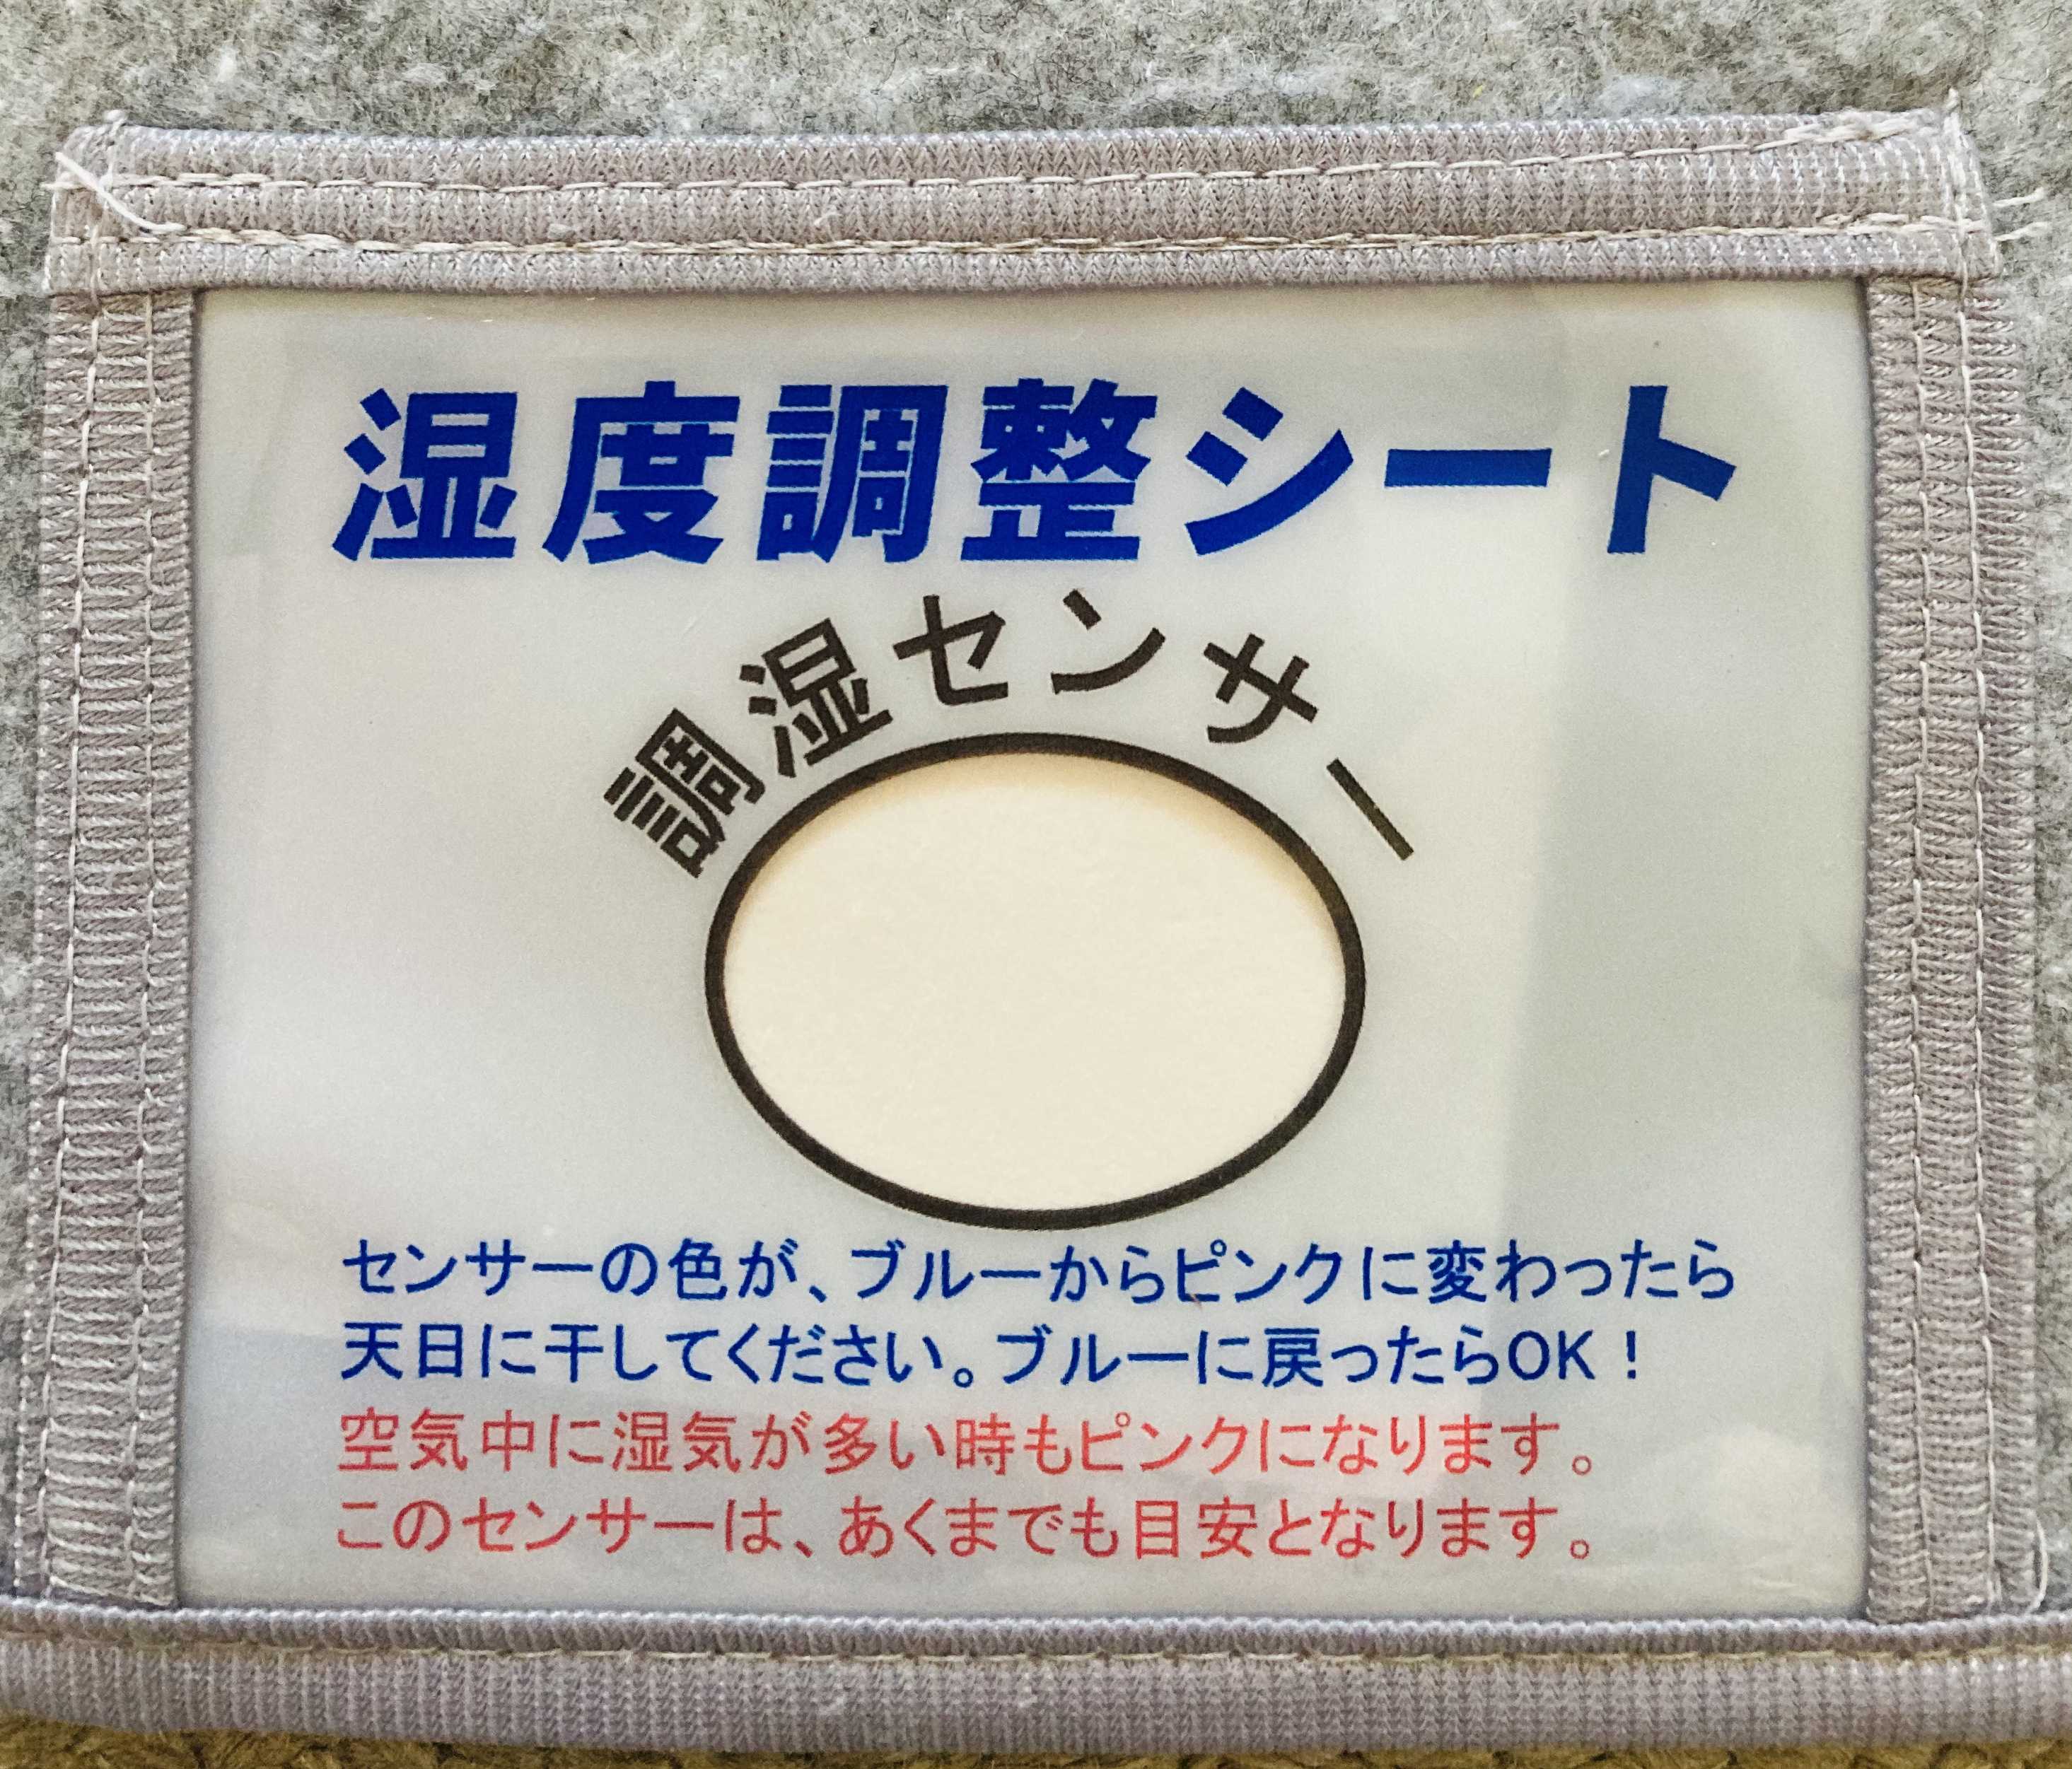 湿度調整シート
調湿センサー
センサーの色が、ブルーからピンクに変わったら
天日に干してください。ブルーに戻ったらOK！
空気中に湿気が多い時もピンクになります。
このセンサーは、あくまでも目安となります。